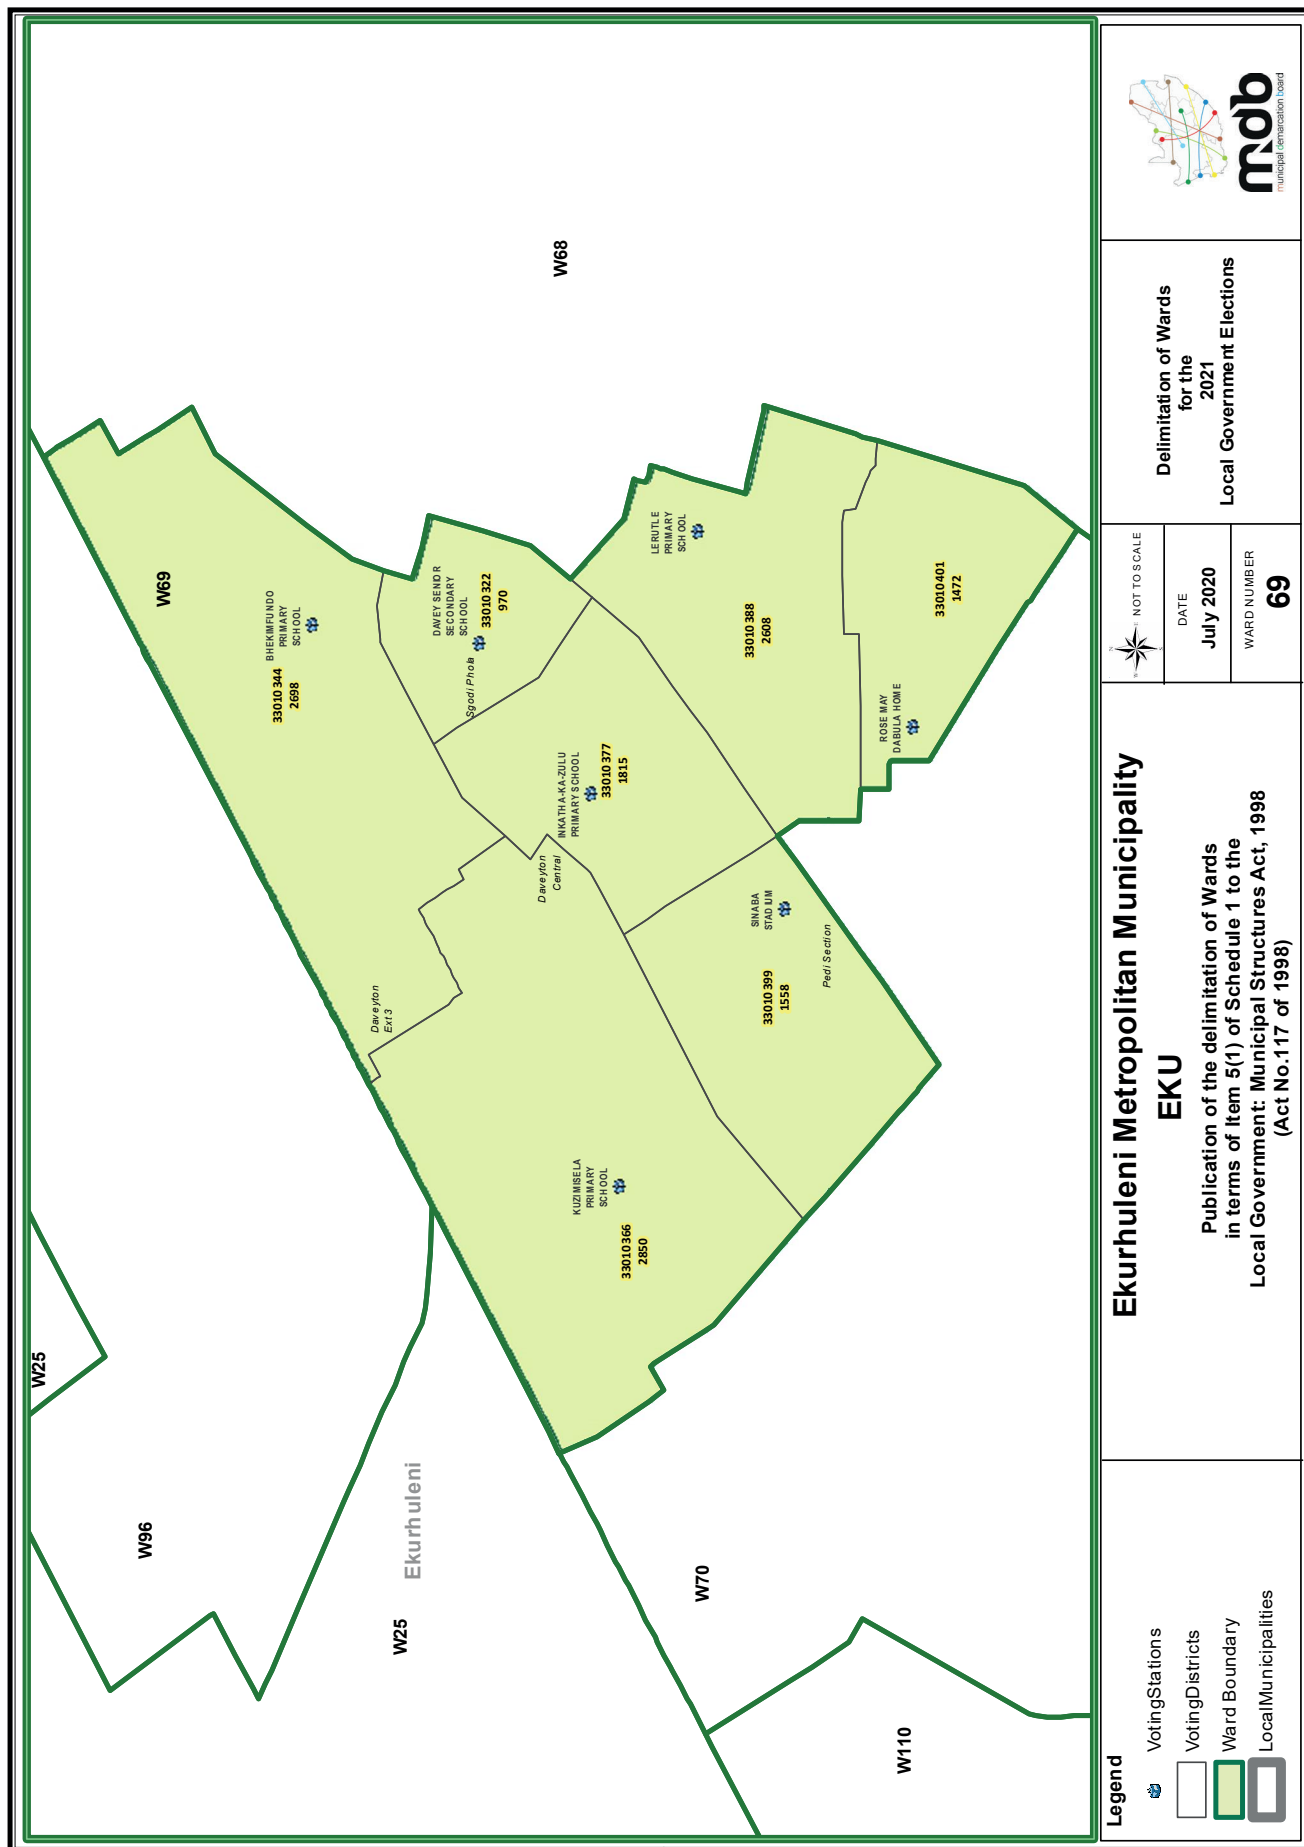 W25
W96
W25
Ekurhuleni
W70
W110
W69
W68
BHEKIMFUNDO
PRIMARY
SCHOOL
33010344
2698
DAVEY SENIOR
SECONDARY
SCHOOL
33010322
970
Sgodi Phola
LERUTLE
PRIMARY
SCHOOL
33010388
2608
33010401
1472
ROSE MAY
DABULA HOME
INKATHA-KA-ZULU
PRIMARY SCHOOL
33010377
1815
Daveyton
Central
Daveyton
Ext 3
SINABA
STADIUM
33010399
1558
Pedi Section
KUZIMISELA
PRIMARY
SCHOOL
33010366
2850
Legend
VotingStations
VotingDistricts
Ward Boundary
LocalMunicipalities
Ekurhuleni Metropolitan Municipality
EKU
Publication of the delimitation of Wards
in terms of Item 5(1) of Schedule 1 to the
Local Government: Municipal Structures Act, 1998
(Act No.117 of 1998)
N
E
S
W
NOT TO SCALE
DATE
July 2020
WARD NUMBER
69
Delimitation of Wards
for the
2021
Local Government Elections
mdb
municipal demarcation board